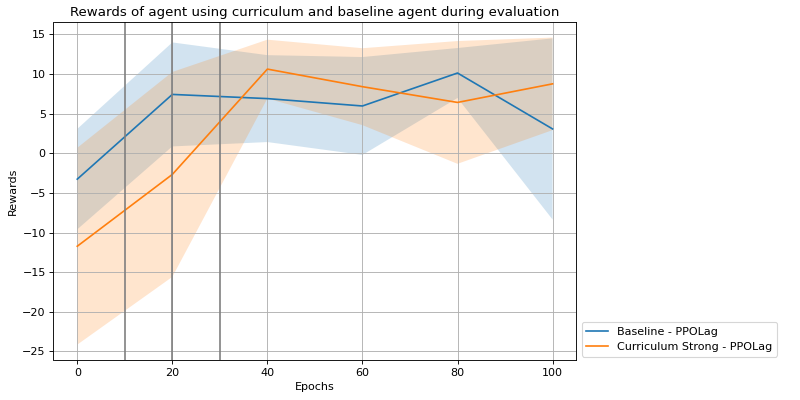 Rewards of agent using curriculum and baseline agent during evaluation
15
10
5
0
−5
−10
−15
−20
−25
Rewards
0 20 40 60 80 100
Epochs
Baseline - PPOLag
Curriculum Strong - PPOLag